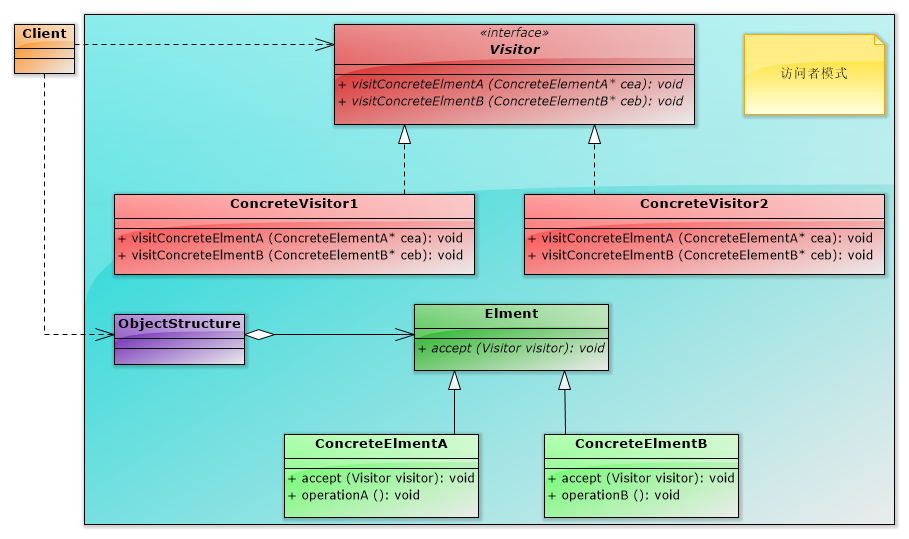 Client
«interface»
Visitor
+ visitConcreteElmentA (ConcreteElementA* cea): void
+ visitConcreteElmentB (ConcreteElementB* ceb): void
访问者模式
ConcreteVisitor1
+ visitConcreteElmentA (ConcreteElementA* cea): void
+ visitConcreteElmentB (ConcreteElementB* ceb): void
ConcreteVisitor2
+ visitConcreteElmentA (ConcreteElementA* cea): void
+ visitConcreteElmentB (ConcreteElementB* ceb): void
ObjectStructure
Elment
+ accept (Visitor visitor): void
ConcreteElmentA
+ accept (Visitor visitor): void
+ operationA (): void
ConcreteElmentB
+ accept (Visitor visitor): void
+ operationB (): void